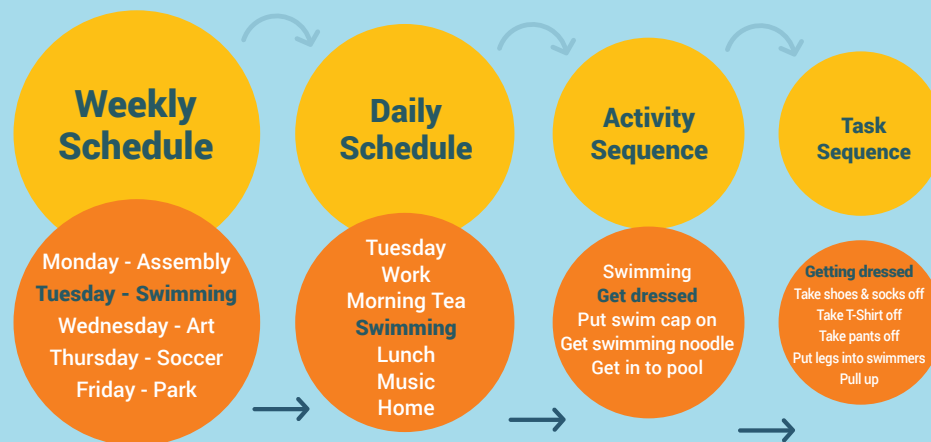 Weekly
Schedule
Monday - Assembly
Tuesday - Swimming
Wednesday - Art
Thursday - Soccer
Friday - Park
Daily
Schedule
Tuesday
Work
Morning Tea
Swimming
Lunch
Music
Home
Activity
Sequence
Swimming
Get dressed
Put swim cap on
Get swimming noodle
Get in to pool
Task
Sequence
Getting dressed
Take shoes & socks off
Take T-Shirt off
Take pants off
Put legs into swimmers
Pull up